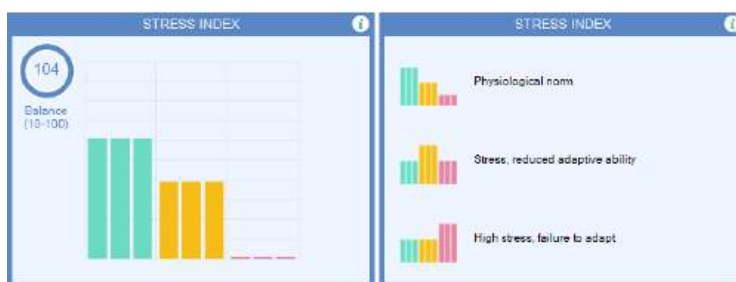 STRESS INDEX
104
Balance
(10-100)
STRESS INDEX
Physiological norm
Stress, reduced adaptive ability
High stress, failure to adapt